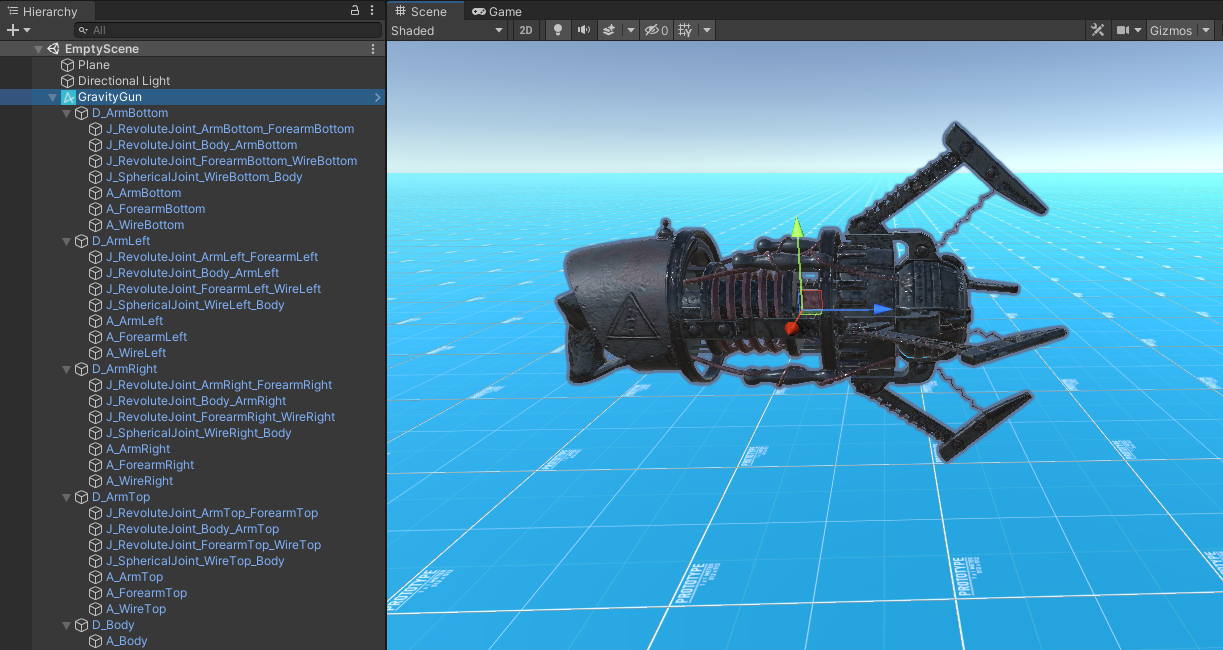 Hierarchy
All
EmptyScene
Plane
Directional Light
GravityGun
D_ArmBottom
J_RevoluteJoint_ArmBottom_ForearmBottom
J_RevoluteJoint_Body_ArmBottom
J_RevoluteJoint_ForearmBottom_WireBottom
J_SphericalJoint_WireBottom_Body
A_ArmBottom
A_ForearmBottom
A_WireBottom
D_ArmLeft
J_RevoluteJoint_ArmLeft_ForearmLeft
J_RevoluteJoint_Body_ArmLeft
J_RevoluteJoint_ForearmLeft_WireLeft
J_SphericalJoint_WireLeft_Body
A_ArmLeft
A_ForearmLeft
A_WireLeft
D_ArmRight
J_RevoluteJoint_ArmRight_ForearmRight
J_RevoluteJoint_Body_ArmRight
J_RevoluteJoint_ForearmRight_WireRight
J_SphericalJoint_WireRight_Body
A_ArmRight
A_ForearmRight
A_WireRight
D_ArmTop
J_RevoluteJoint_ArmTop_ForearmTop
J_RevoluteJoint_Body_ArmTop
J_RevoluteJoint_ForearmTop_WireTop
J_SphericalJoint_WireTop_Body
A_ArmTop
A_ForearmTop
A_WireTop
D_Body
A_Body
Scene Game
Shaded 2D 0 Gizmos
PROTOTYPE
PROTOTYPE
PROTOTYPE